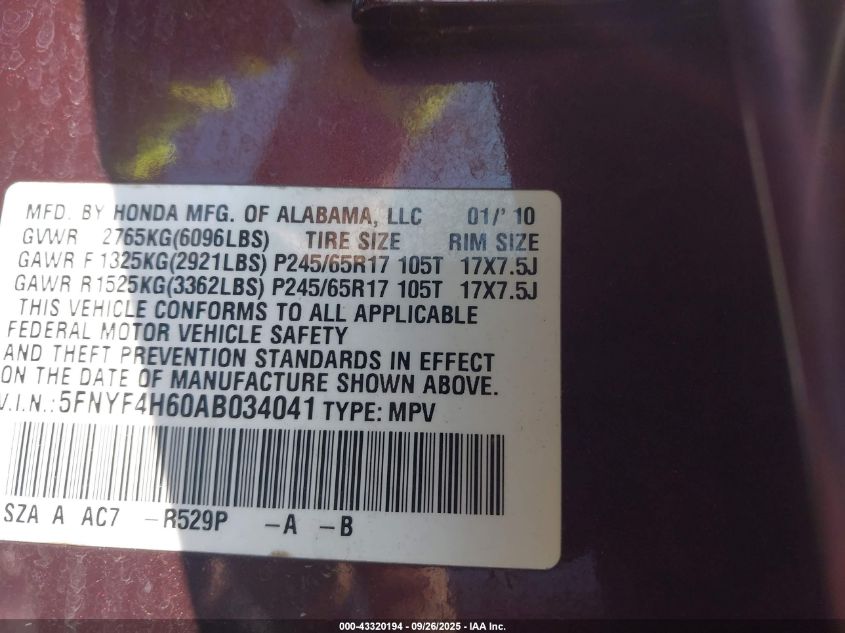 MFD. BY HONDA MFG. OF ALABAMA, LLC 01/'10
GVWR 2765KG(6096LBS) TIRE SIZE RIM SIZE
GAWR F 1325KG(2921LBS) P245/65R17 105T 17X7.5J
GAWR R 1525KG(3362LBS) P245/65R17 105T 17X7.5J
THIS VEHICLE CONFORMS TO ALL APPLICABLE
FEDERAL MOTOR VEHICLE SAFETY
AND THEFT PREVENTION STANDARDS IN EFFECT
ON THE DATE OF MANUFACTURE SHOWN ABOVE.
V.I.N.: 5FNYF4H60AB034041 TYPE: MPV
SZA A AC7 -R529P -A -B
000-43320194 - 09/26/2025 - IAA Inc.